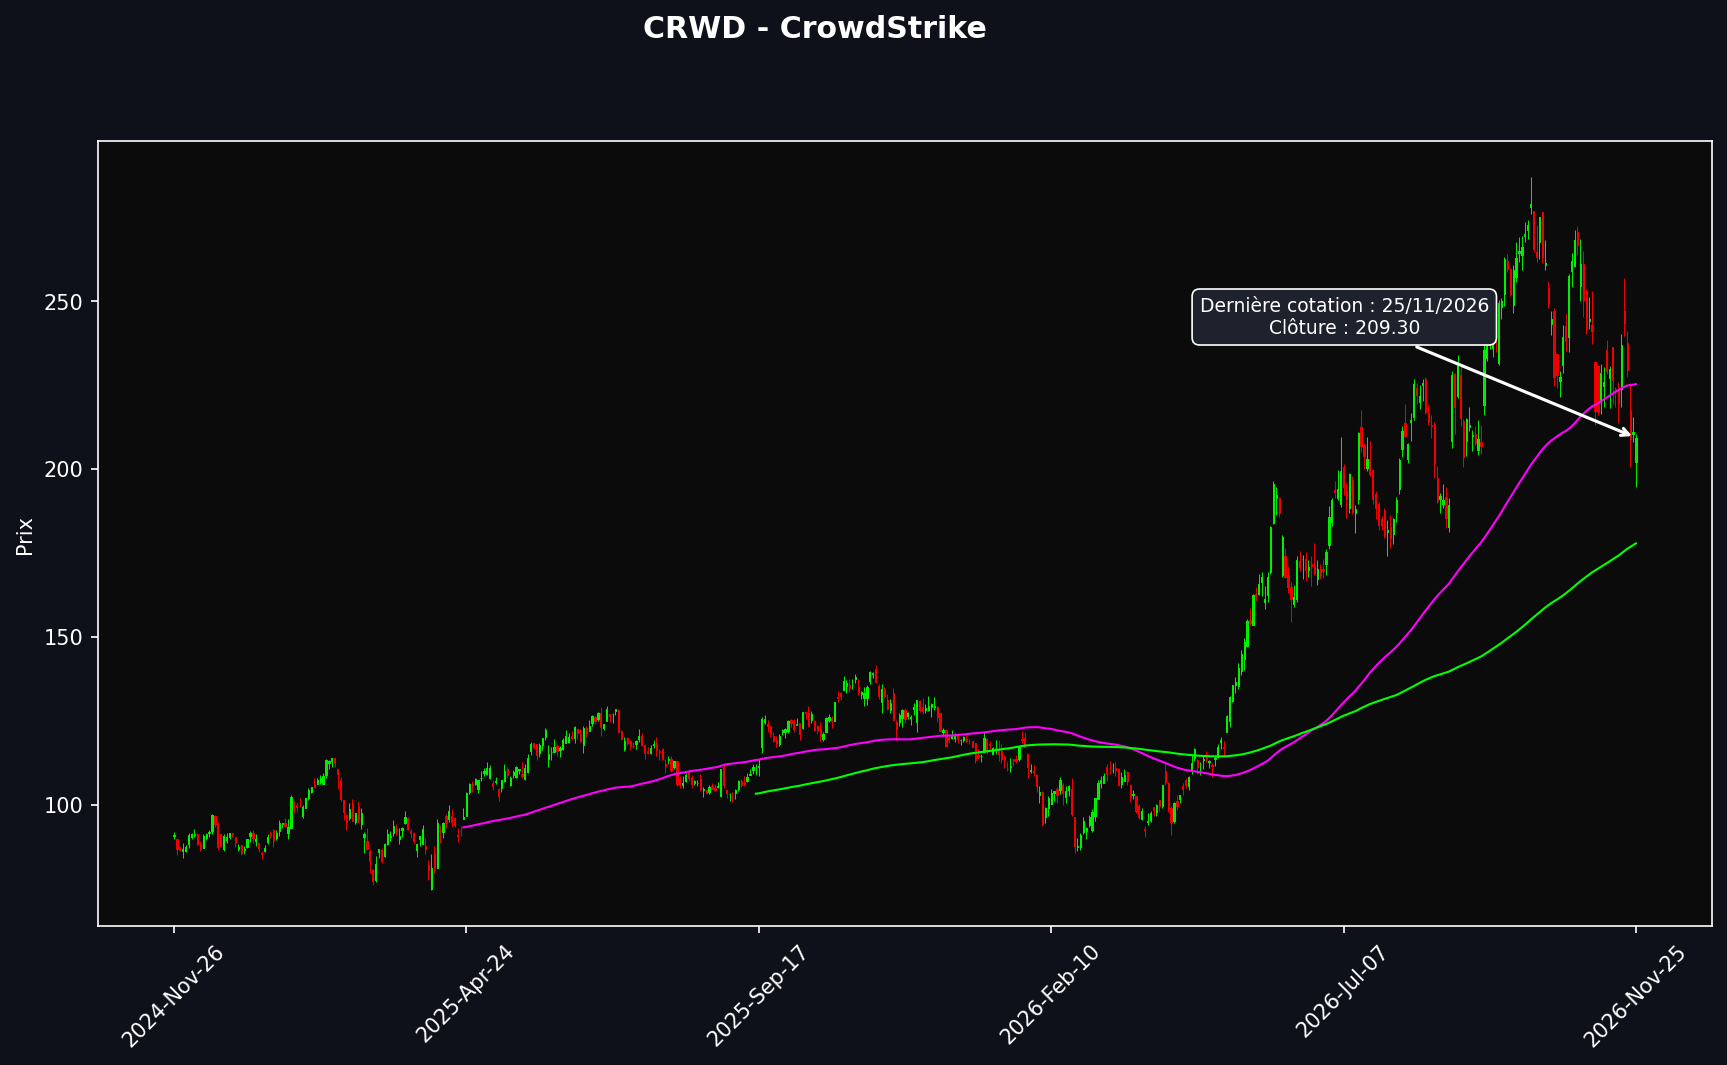 CRWD - CrowdStrike
Dernière cotation : 25/11/2026
Clôture : 209.30
Prix
250
200
150
100
2024-Nov-26
2025-Apr-24
2025-Sep-17
2026-Feb-10
2026-Jul-07
2026-Nov-25